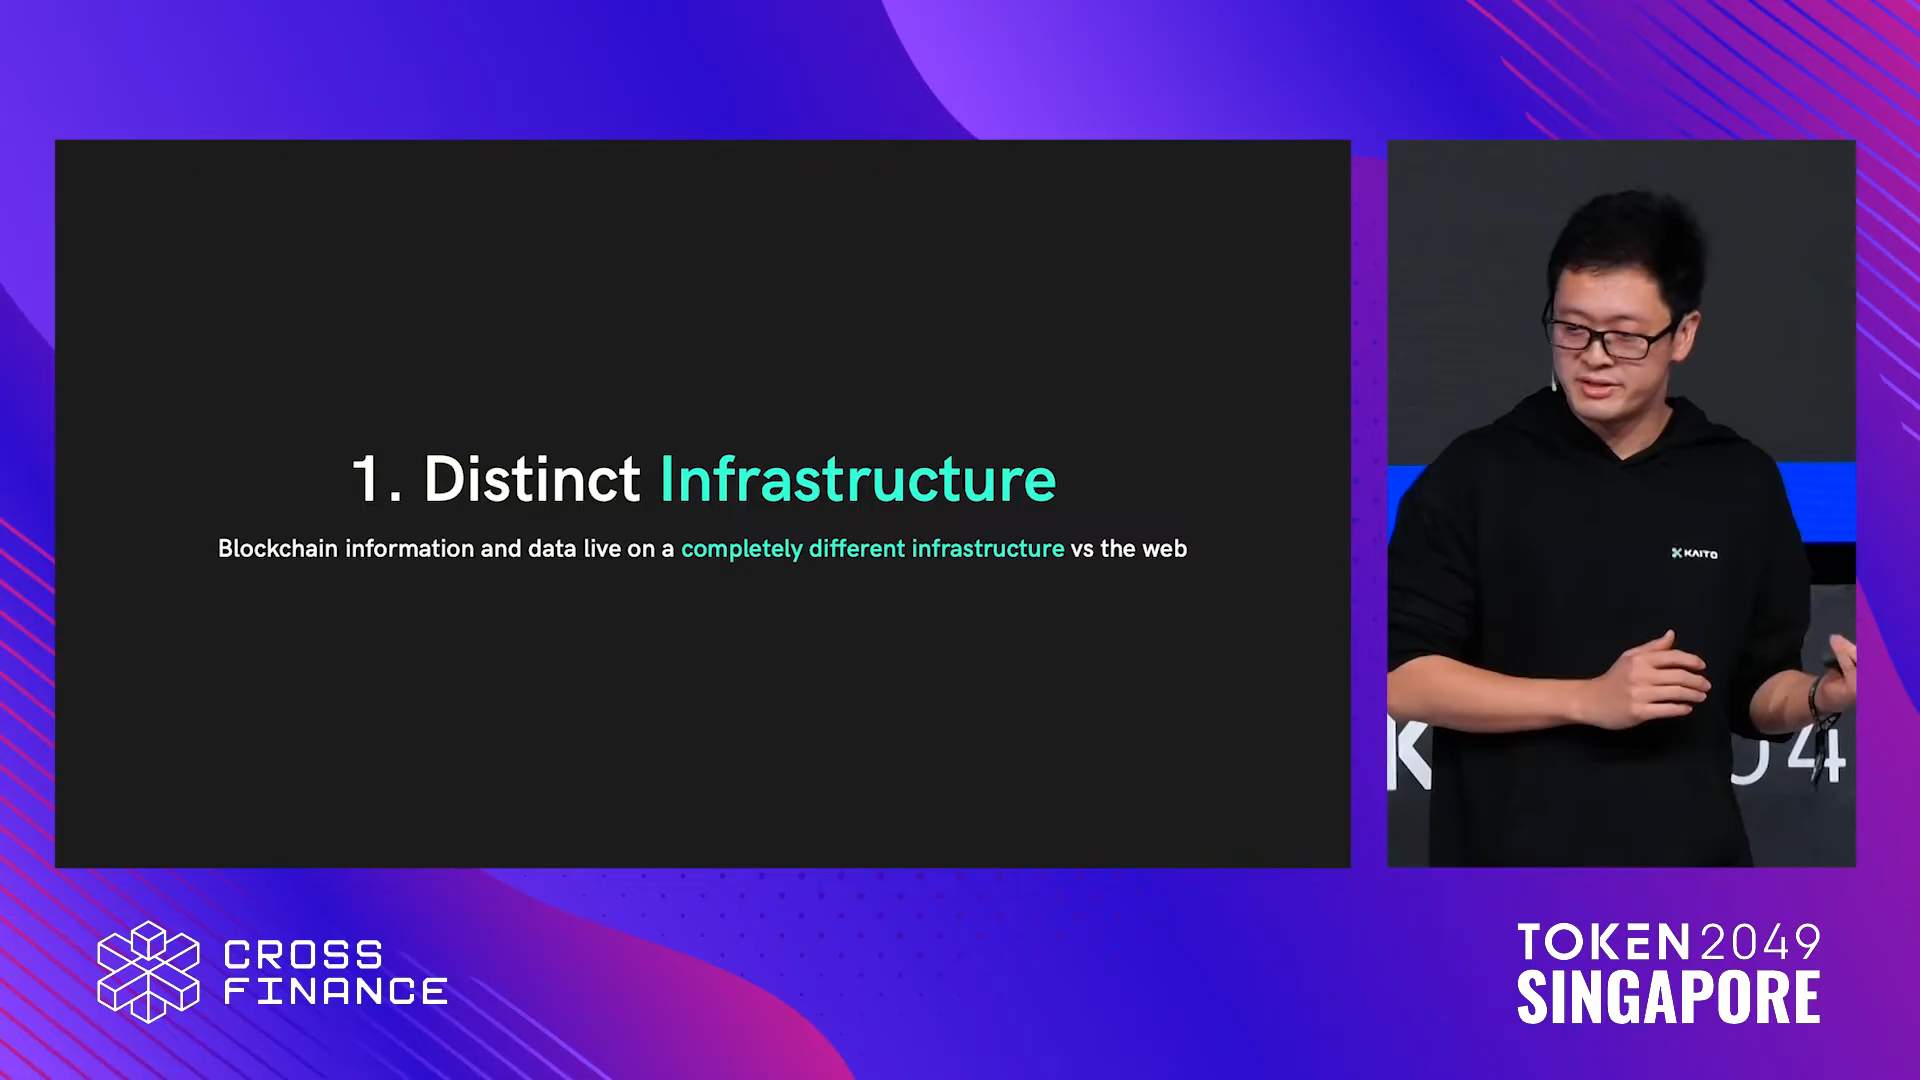 1. Distinct Infrastructure
Blockchain information and data live on a completely different infrastructure vs the web
KAITO
K
04
CROSS
FINANCE
TOKEN2049
SINGAPORE